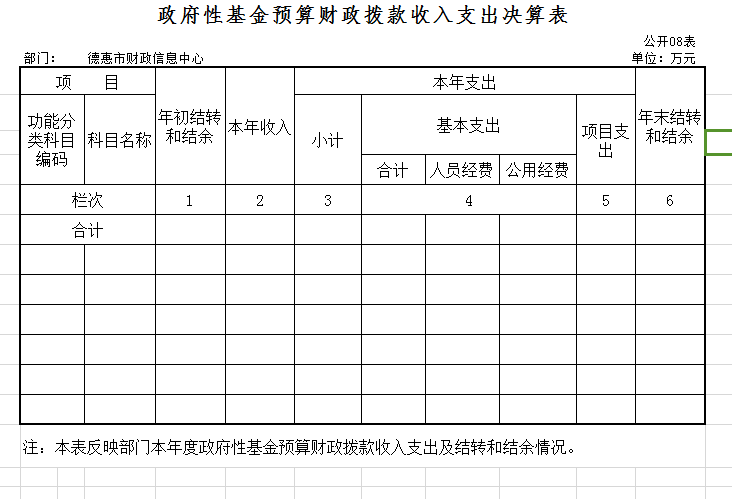 政府性基金预算财政拨款收入支出决算表
公开08表
部门： 德惠市财政信息中心 单位：万元
项 目 年初结转和结余 本年收入 本年支出 年末结转和结余
功能分类科目编码 科目名称 小计 基本支出 项目支出
合计 人员经费 公用经费
栏次 1 2 3 4 5 6
合计
注：本表反映部门本年度政府性基金预算财政拨款收入支出及结转和结余情况。